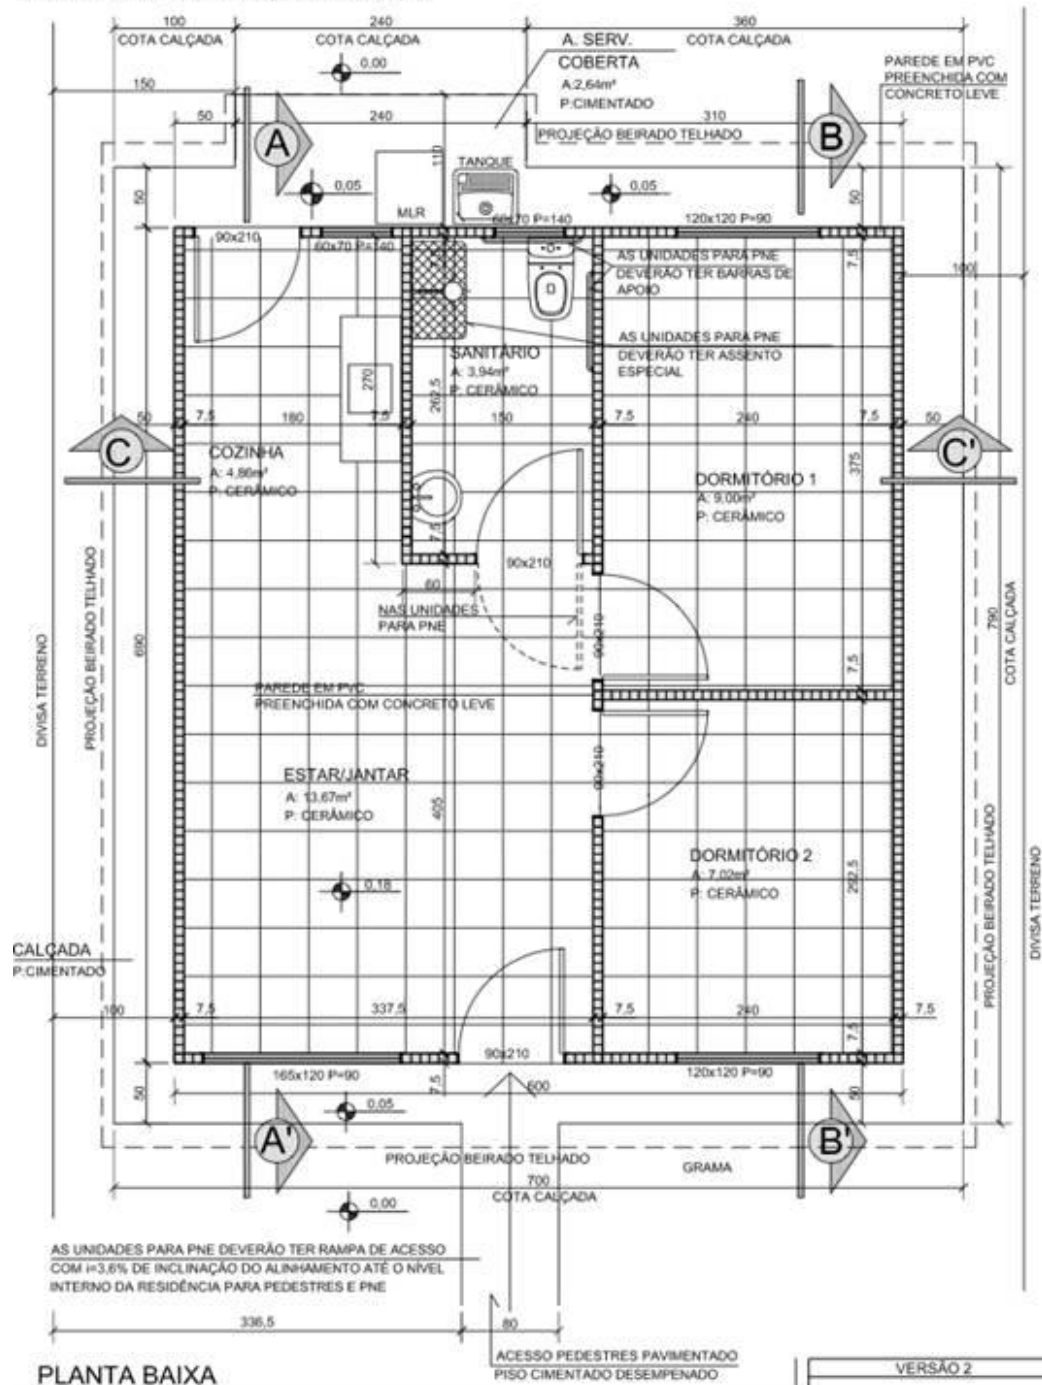 100 240 360
COTA CALÇADA COTA CALÇADA A. SERV. COTA CALÇADA
0,00 COBERTA
A:2,64m²
P:CIMENTADO
PAREDE EM PVC
PREENCHIDA COM
CONCRETO LEVE
150
50 240 310
A B
PROJEÇÃO BEIRADO TELHADO
110
TANQUE
50 0,05 0,05 50
MLR
90x210 60x70 P=140 60x70 P=140 120x120 P=90
7,5
100
AS UNIDADES PARA PNE
DEVERÃO TER BARRAS DE
APOIO
AS UNIDADES PARA PNE
DEVERÃO TER ASSENTO
ESPECIAL
SANITÁRIO
A: 3,94m²
P: CERÂMICO
270
262,5
50 7,5 180 7,5 150 7,5 240 7,5 50
C C'
COZINHA
A: 4,86m²
P: CERÂMICO
375
DORMITÓRIO 1
A: 9,00m²
P: CERÂMICO
7,5
90x210
60
NAS UNIDADES
PARA PNE
90x210
DIVISA TERRENO
PROJEÇÃO BEIRADO TELHADO
690
790
COTA CALÇADA
7,5
PAREDE EM PVC
PREENCHIDA COM CONCRETO LEVE
ESTAR/JANTAR
A: 13,67m²
P: CERÂMICO
405
DORMITÓRIO 2
A: 7,02m²
P: CERÂMICO
292,5
0,18
PROJEÇÃO BEIRADO TELHADO
DIVISA TERRENO
CALÇADA
P:CIMENTADO
100 7,5 337,5 7,5 240 7,5
7,5
90x210
165x120 P=90 120x120 P=90
50 7,5 600 50
0,05
A' B'
PROJEÇÃO BEIRADO TELHADO
GRAMA
700
COTA CALÇADA
0,00
AS UNIDADES PARA PNE DEVERÃO TER RAMPA DE ACESSO
COM i=3,6% DE INCLINAÇÃO DO ALINHAMENTO ATÉ O NÍVEL
INTERNO DA RESIDÊNCIA PARA PEDESTRES E PNE
336,5 80
ACESSO PEDESTRES PAVIMENTADO
PISO CIMENTADO DESEMPENADO
PLANTA BAIXA
VERSÃO 2